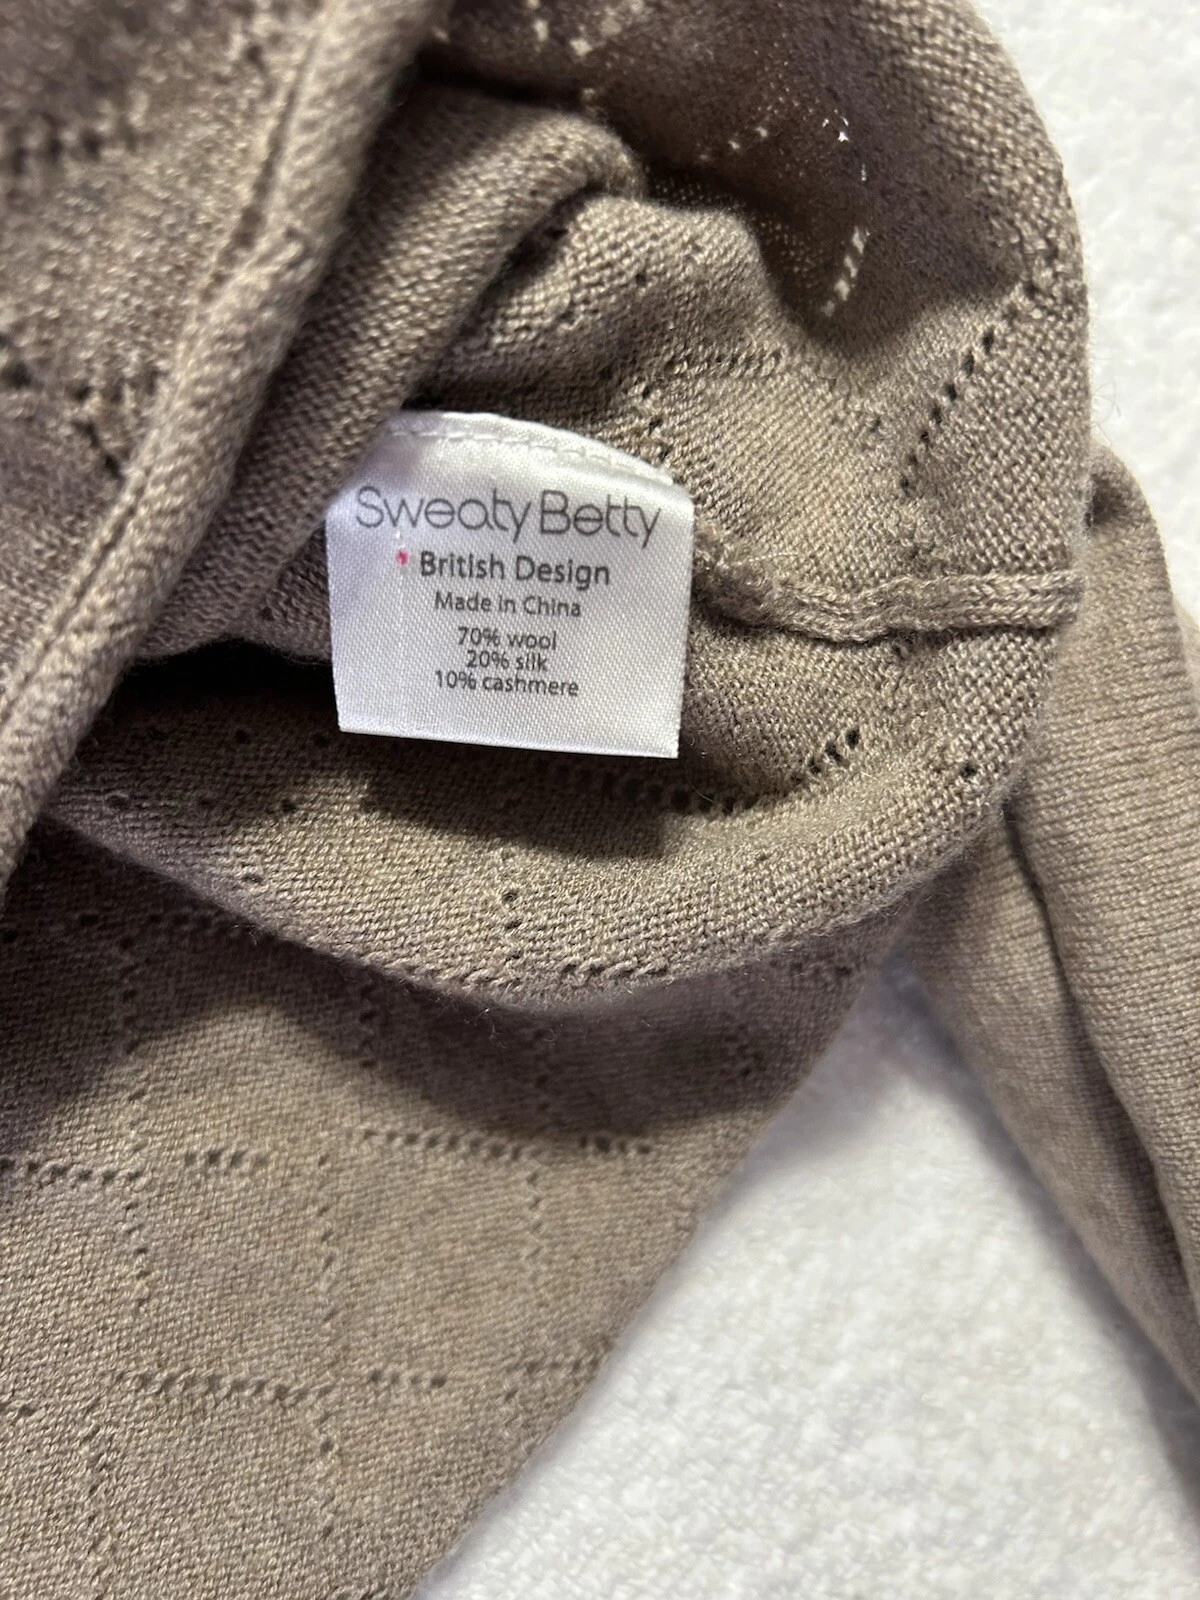 Sweaty Betty
British Design
Made in China
70% wool
20% silk
10% cashmere